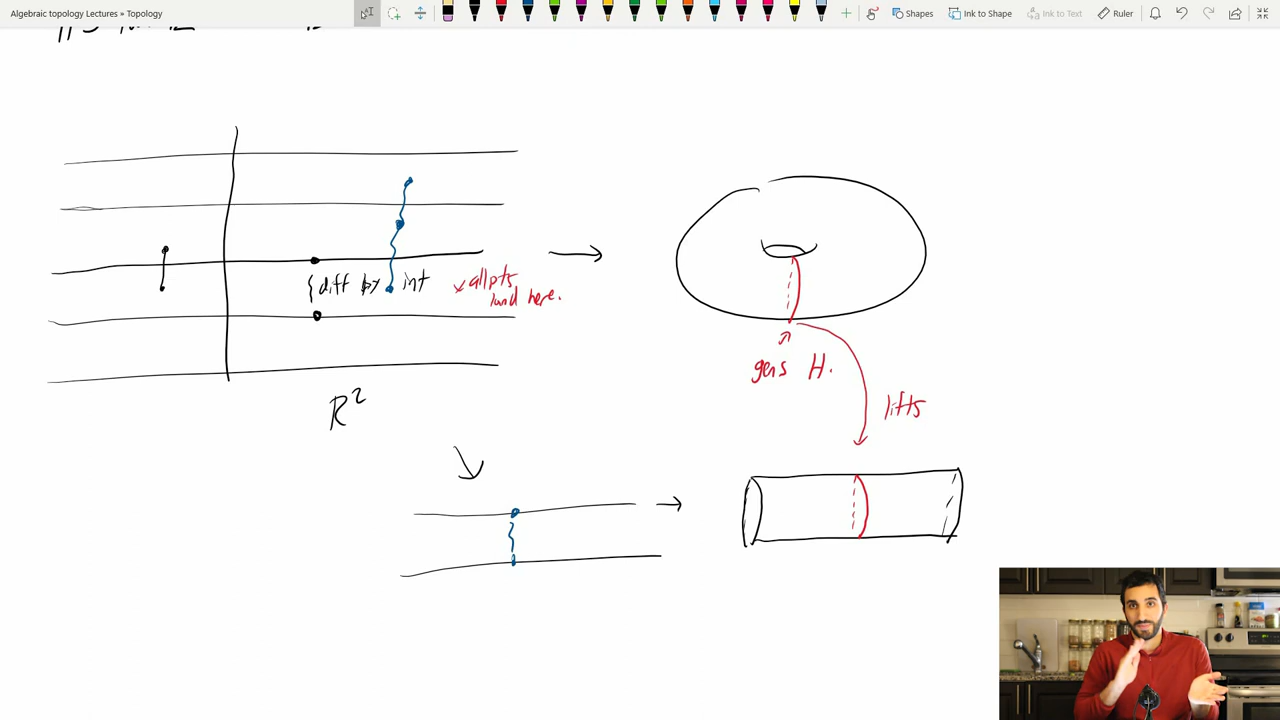 Algebraic topology Lectures » Topology
Shapes
Ink to Shape
Ink to Text
Ruler
diff by int
all pts
land here.
gens H.
R²
lifts